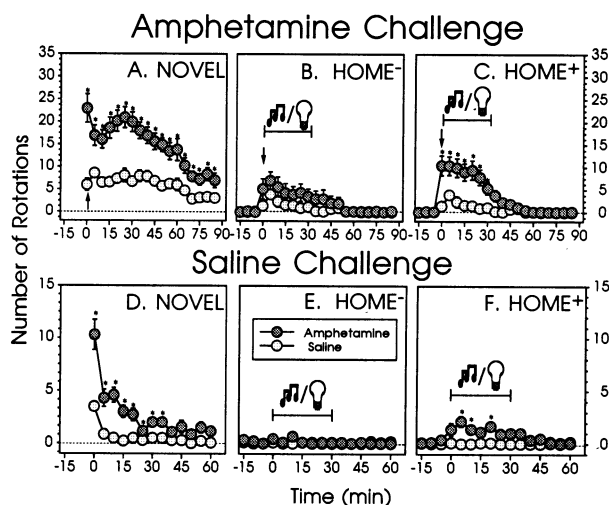 Amphetamine Challenge
Number of Rotations
35
30
25
20
15
10
5
0
A. NOVEL
B. HOME-
C. HOME+
35
30
25
20
15
10
5
0
-15 0 15 30 45 60 75 90
-15 0 15 30 45 60 75 90
-15 0 15 30 45 60 75 90
Saline Challenge
15
10
5
0
D. NOVEL
E. HOME-
F. HOME+
Amphetamine
Saline
15
10
5
.0
-15 0 15 30 45 60
-15 0 15 30 45 60
-15 0 15 30 45 60
Time (min)